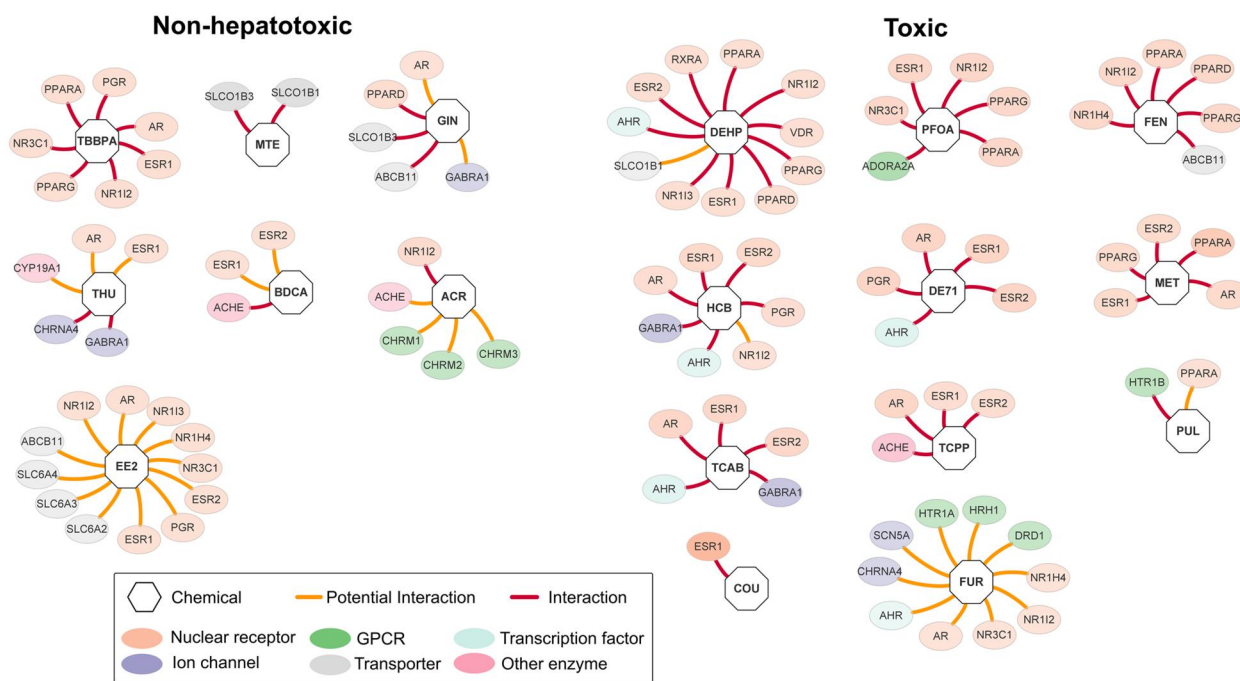 Non-hepatotoxic
Toxic
PPARA
PGR
AR
ESR1
NR1I2
PPARG
NR3C1
TBBPA
SLCO1B3
SLCO1B1
MTE
AR
PPARD
SLCO1B3
ABCB11
GABRA1
GIN
RXRA
PPARA
NR1I2
VDR
PPARG
PPARD
ESR1
NR1I3
SLCO1B1
AHR
ESR2
DEHP
ESR1
NR1I2
PPARG
PPARA
ADORA2A
NR3C1
PFOA
NR1I2
PPARA
PPARD
PPARG
ABCB11
NR1H4
FEN
CYP19A1
AR
ESR1
CHRNA4
GABRA1
THU
ESR2
ESR1
ACHE
BDCA
NR1I2
ACHE
CHRM1
CHRM2
CHRM3
ACR
AR
ESR1
ESR2
PGR
NR1I2
AHR
GABRA1
HCB
AR
ESR1
ESR2
PGR
AHR
DE71
PPARG
ESR2
PPARA
AR
ESR1
MET
NR1I2
AR
NR1I3
NR1H4
NR3C1
ESR2
PGR
ESR1
SLC6A2
SLC6A3
SLC6A4
ABCB11
EE2
AR
ESR1
ESR2
GABRA1
AHR
TCAB
AR
ESR1
ESR2
ACHE
TCPP
HTR1B
PPARA
PUL
ESR1
COU
SCN5A
HTR1A
HRH1
DRD1
NR1H4
NR1I2
NR3C1
AR
AHR
CHRNA4
FUR
Chemical
Potential Interaction
Interaction
Nuclear receptor
GPCR
Transcription factor
Ion channel
Transporter
Other enzyme